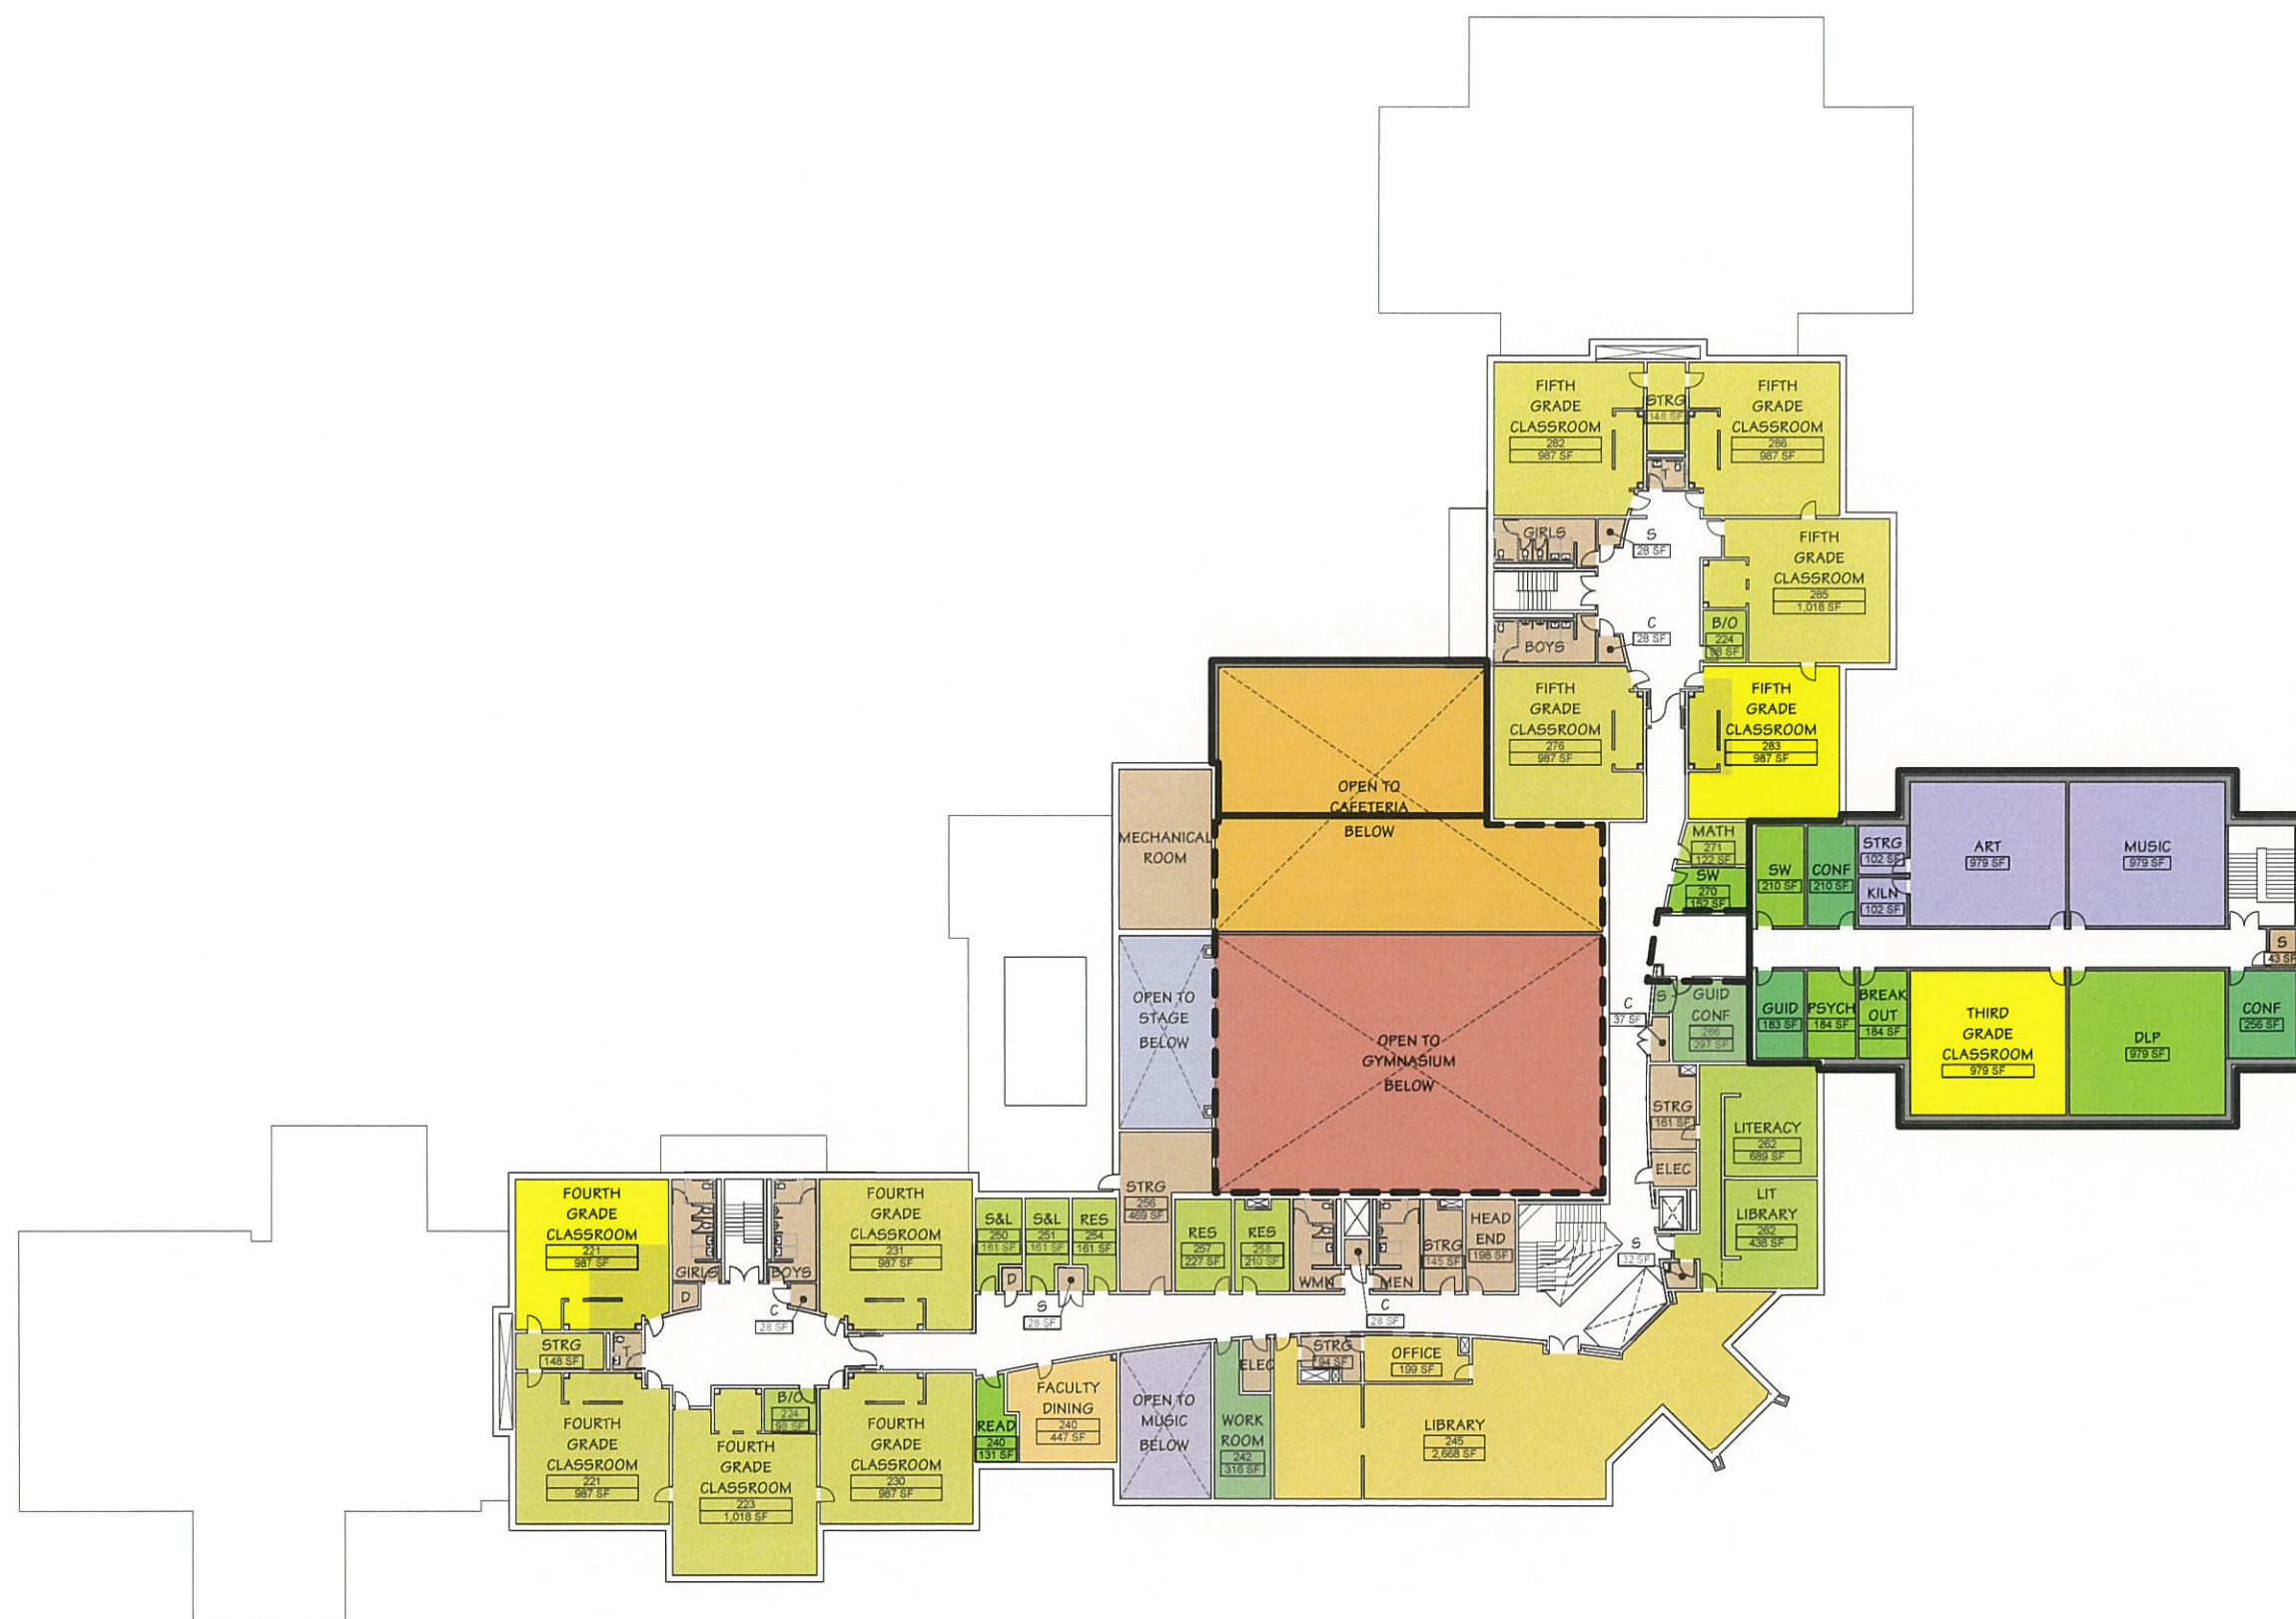 FIFTH
GRADE
CLASSROOM
282
987 SF
STRG
148 SF
FIFTH
GRADE
CLASSROOM
286
987 SF
T
GIRLS
S
28 SF
FIFTH
GRADE
CLASSROOM
285
1,018 SF
C
28 SF
B/O
224
98 SF
BOYS
FIFTH
GRADE
CLASSROOM
276
987 SF
FIFTH
GRADE
CLASSROOM
283
987 SF
OPEN TO
CAFETERIA
BELOW
MECHANICAL
ROOM
MATH
271
122 SF
SW
270
152 SF
SW
210 SF
CONF
210 SF
STRG
102 SF
KILN
102 SF
ART
979 SF
MUSIC
979 SF
S
43 SF
OPEN TO
STAGE
BELOW
OPEN TO
GYMNASIUM
BELOW
C
37 SF
S
GUID
CONF
266
297 SF
GUID
183 SF
PSYCH
184 SF
BREAK
OUT
184 SF
THIRD
GRADE
CLASSROOM
979 SF
DLP
979 SF
CONF
256 SF
STRG
161 SF
ELEC
LITERACY
262
689 SF
LIT
LIBRARY
262
438 SF
S
32 SF
FOURTH
GRADE
CLASSROOM
221
987 SF
GIRLS
D
BOYS
C
28 SF
FOURTH
GRADE
CLASSROOM
231
987 SF
S&L
250
161 SF
D
S&L
251
161 SF
S
28 SF
RES
254
161 SF
STRG
256
469 SF
RES
257
227 SF
RES
258
210 SF
WMN
MEN
C
28 SF
STRG
145 SF
HEAD
END
198 SF
STRG
148 SF
T
FOURTH
GRADE
CLASSROOM
221
987 SF
B/O
224
98 SF
FOURTH
GRADE
CLASSROOM
223
1,018 SF
FOURTH
GRADE
CLASSROOM
230
987 SF
READ
240
131 SF
FACULTY
DINING
240
447 SF
OPEN TO
MUSIC
BELOW
WORK
ROOM
242
316 SF
ELEC
STRG
94 SF
OFFICE
199 SF
LIBRARY
245
2,668 SF